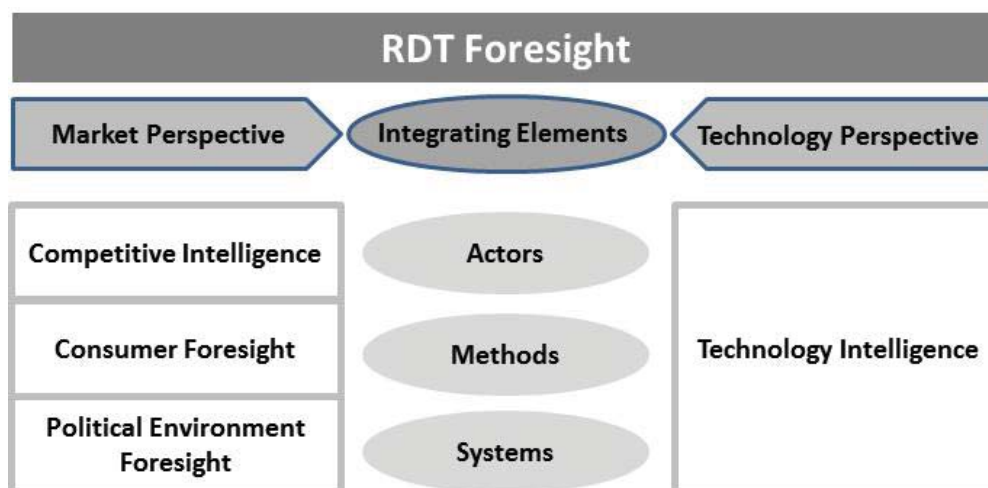 RDT Foresight
Market Perspective
Integrating Elements
Technology Perspective
Competitive Intelligence
Actors
Consumer Foresight
Methods
Technology Intelligence
Political Environment
Foresight
Systems